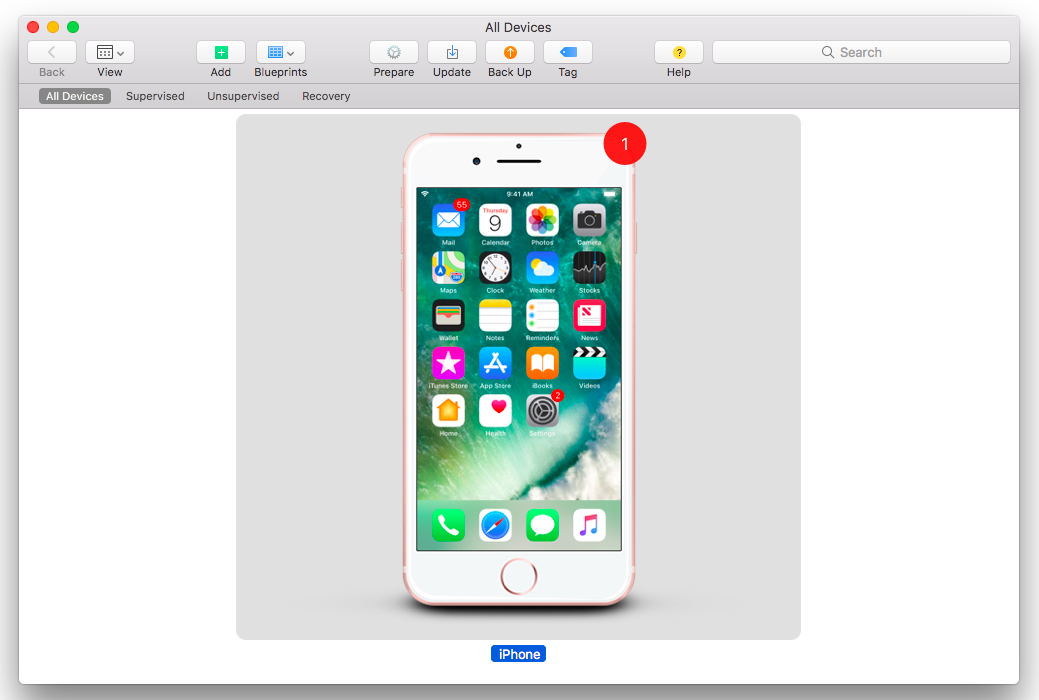 All Devices
Back View Add Blueprints Prepare Update Back Up Tag ? Help Search
All Devices Supervised Unsupervised Recovery
1
9:41 AM
55 Thursday
9
Mail Calendar Photos Camera
Maps Clock Weather Stocks
Wallet Notes Reminders News
iTunes Store App Store iBooks Videos
2
Home Health Settings
iPhone